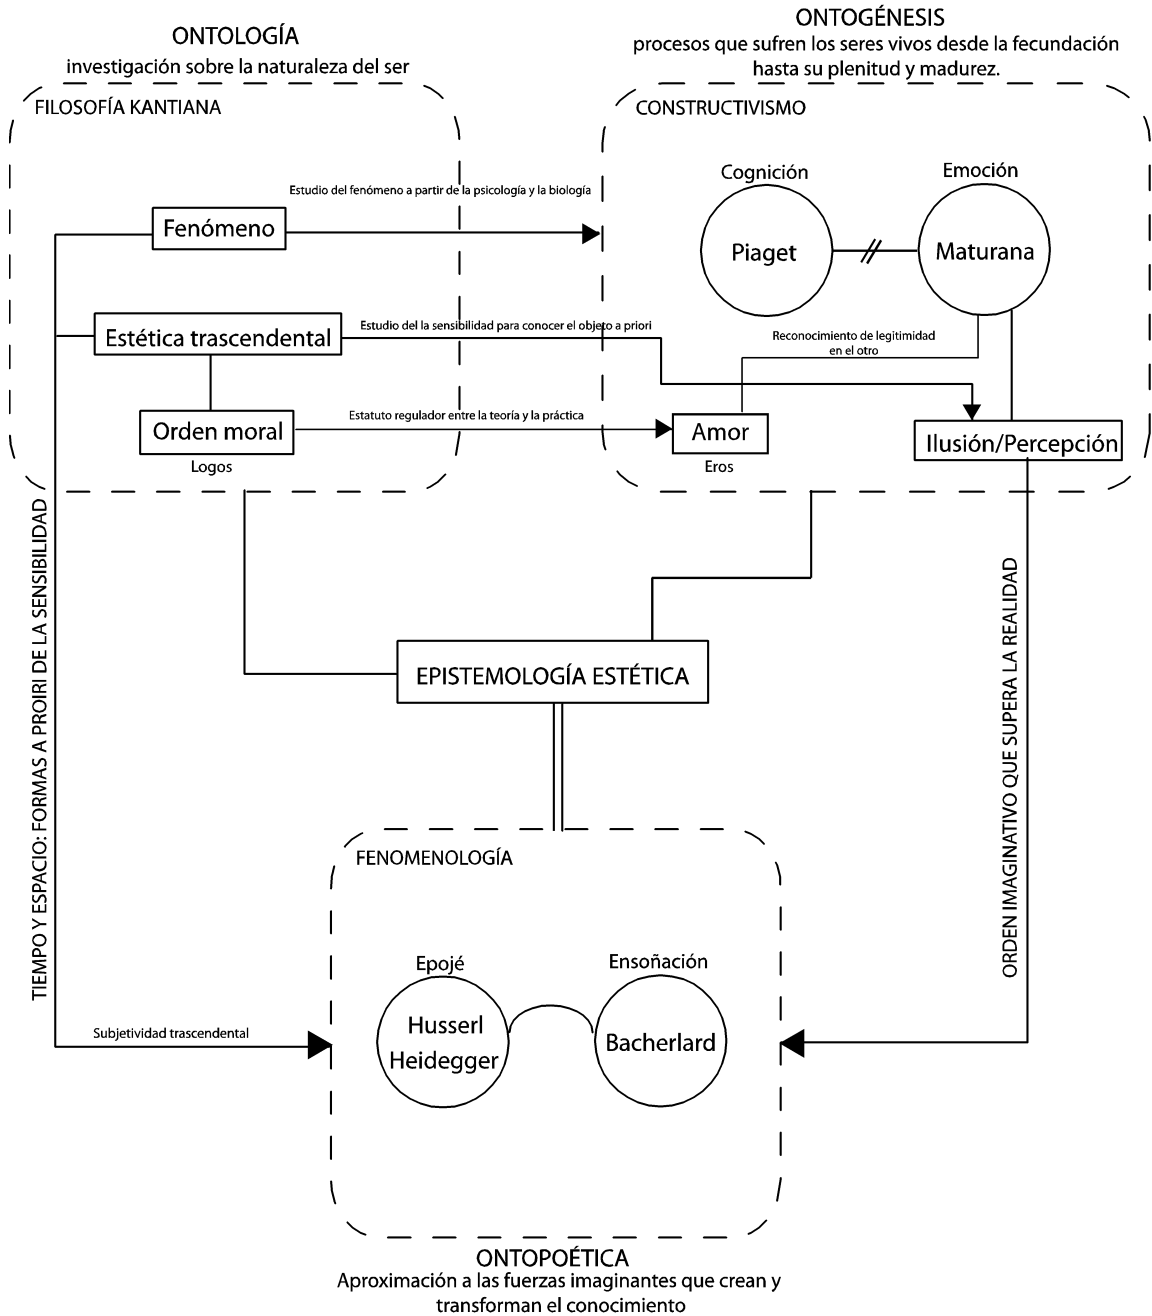 ONTOLOGÍA
investigación sobre la naturaleza del ser
FILOSOFÍA KANTIANA
Estudio del fenómeno a partir de la psicología y la biología
Fenómeno
Estética trascendental
Estudio del la sensibilidad para conocer el objeto a priori
Orden moral
Logos
Estatuto regulador entre la teoría y la práctica
ONTOGÉNESIS
procesos que sufren los seres vivos desde la fecundación
hasta su plenitud y madurez.
CONSTRUCTIVISMO
Cognición
Piaget
Emoción
Maturana
Reconocimiento de legitimidad
en el otro
Amor
Eros
Ilusión/Percepción
TIEMPO Y ESPACIO: FORMAS A PROIRI DE LA SENSIBILIDAD
ORDEN IMAGINATIVO QUE SUPERA LA REALIDAD
EPISTEMOLOGÍA ESTÉTICA
FENOMENOLOGÍA
Epojé
Husserl
Heidegger
Ensoñación
Bacherlard
Subjetividad trascendental
ONTOPOÉTICA
Aproximación a las fuerzas imaginantes que crean y
transforman el conocimiento